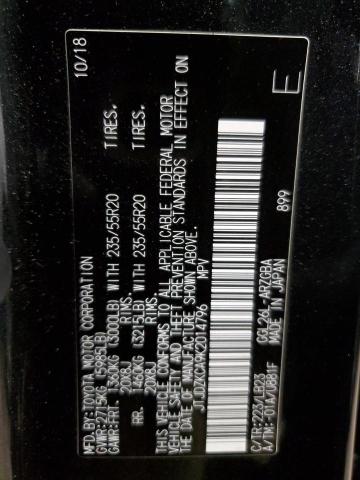 MFD.BY:TOYOTA MOTOR CORPORATION 10/18
GVWR:2715KG (5985LB)
GAWR:FRT. 1360KG (3000LB) WITH 235/55R20 TIRES.
20X8J RIMS.
RR. 1460KG (3215LB) WITH 235/55R20 TIRES.
20X8J RIMS.
THIS VEHICLE CONFORMS TO ALL APPLICABLE FEDERAL MOTOR
VEHICLE SAFETY AND THEFT PREVENTION STANDARDS IN EFFECT ON
THE DATE OF MANUFACTURE SHOWN ABOVE.
JTJDZKCA9K2014796 MPV
E
C/TR:223/LB23 GGL26L-ARZGBA 899
A/TM:-01A/U881F MADE IN JAPAN